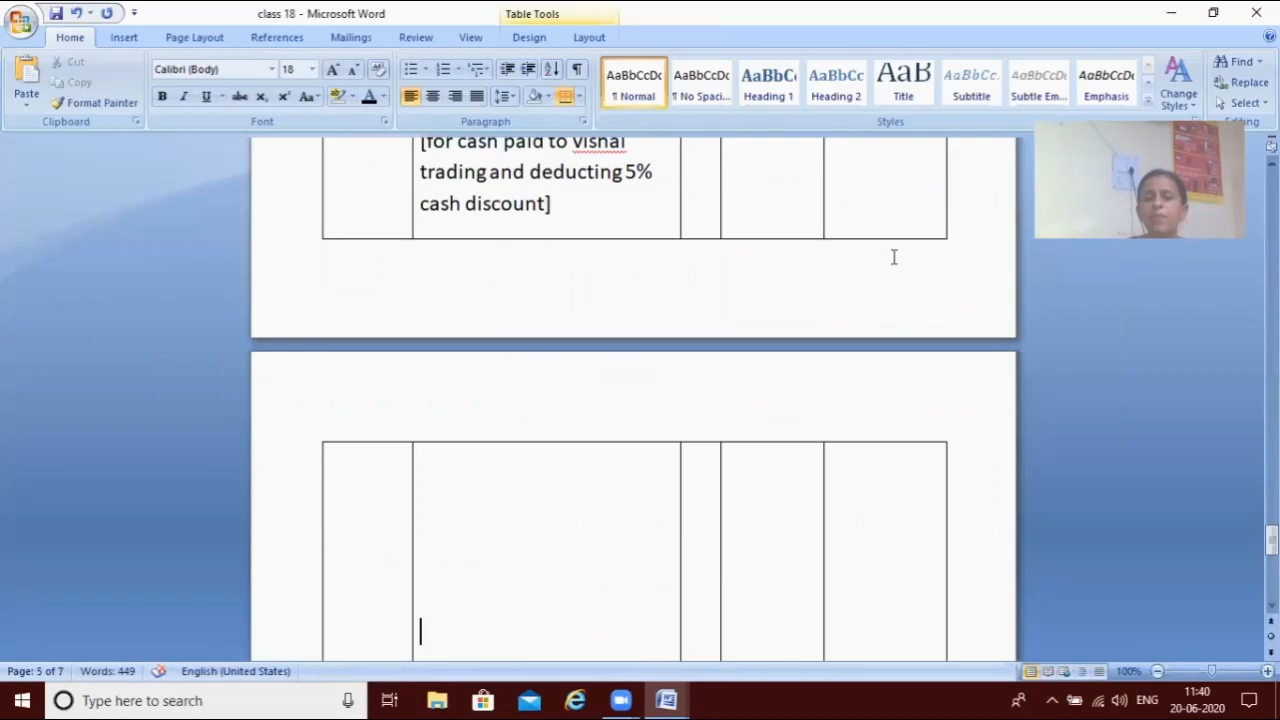 class 18 - Microsoft Word
Table Tools
Home Insert Page Layout References Mailings Review View Design Layout
Paste
Cut
Copy
Format Painter
Clipboard
Calibri (Body) 18
Font
Paragraph
AaBbCcDc AaBbCcDc AaBbC AaBbCc AaB AaBbCc. AaBbCcDc AaBbCcDc
¶ Normal ¶ No Spaci... Heading 1 Heading 2 Title Subtitle Subtle Em... Emphasis
Change Styles
Styles
Find
Replace
Select
Editing
[for cash paid to vishal
trading and deducting 5%
cash discount]
Page: 5 of 7 Words: 449 English (United States) 100%
Type here to search
ENG
11:40
20-06-2020